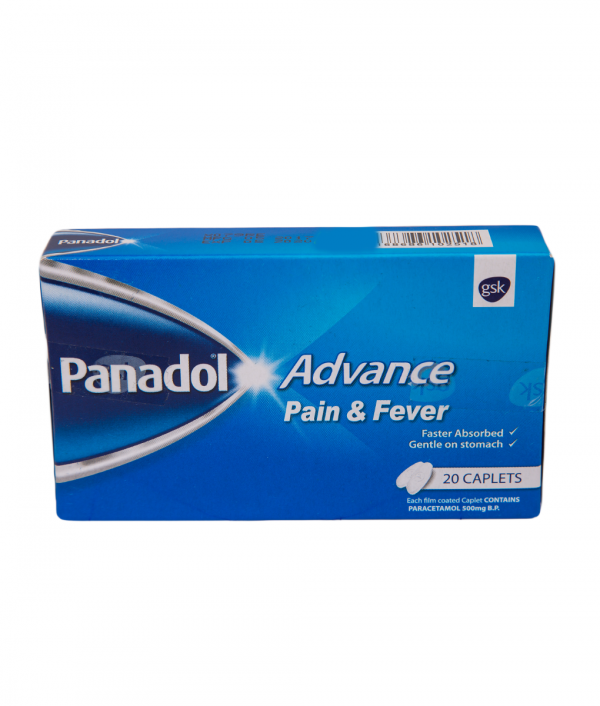 Panadol
gsk
Panadol Advance
Pain & Fever
Faster Absorbed ✓
Gentle on stomach ✓
20 CAPLETS
Each film coated Caplet CONTAINS
PARACETAMOL 500mg B.P.